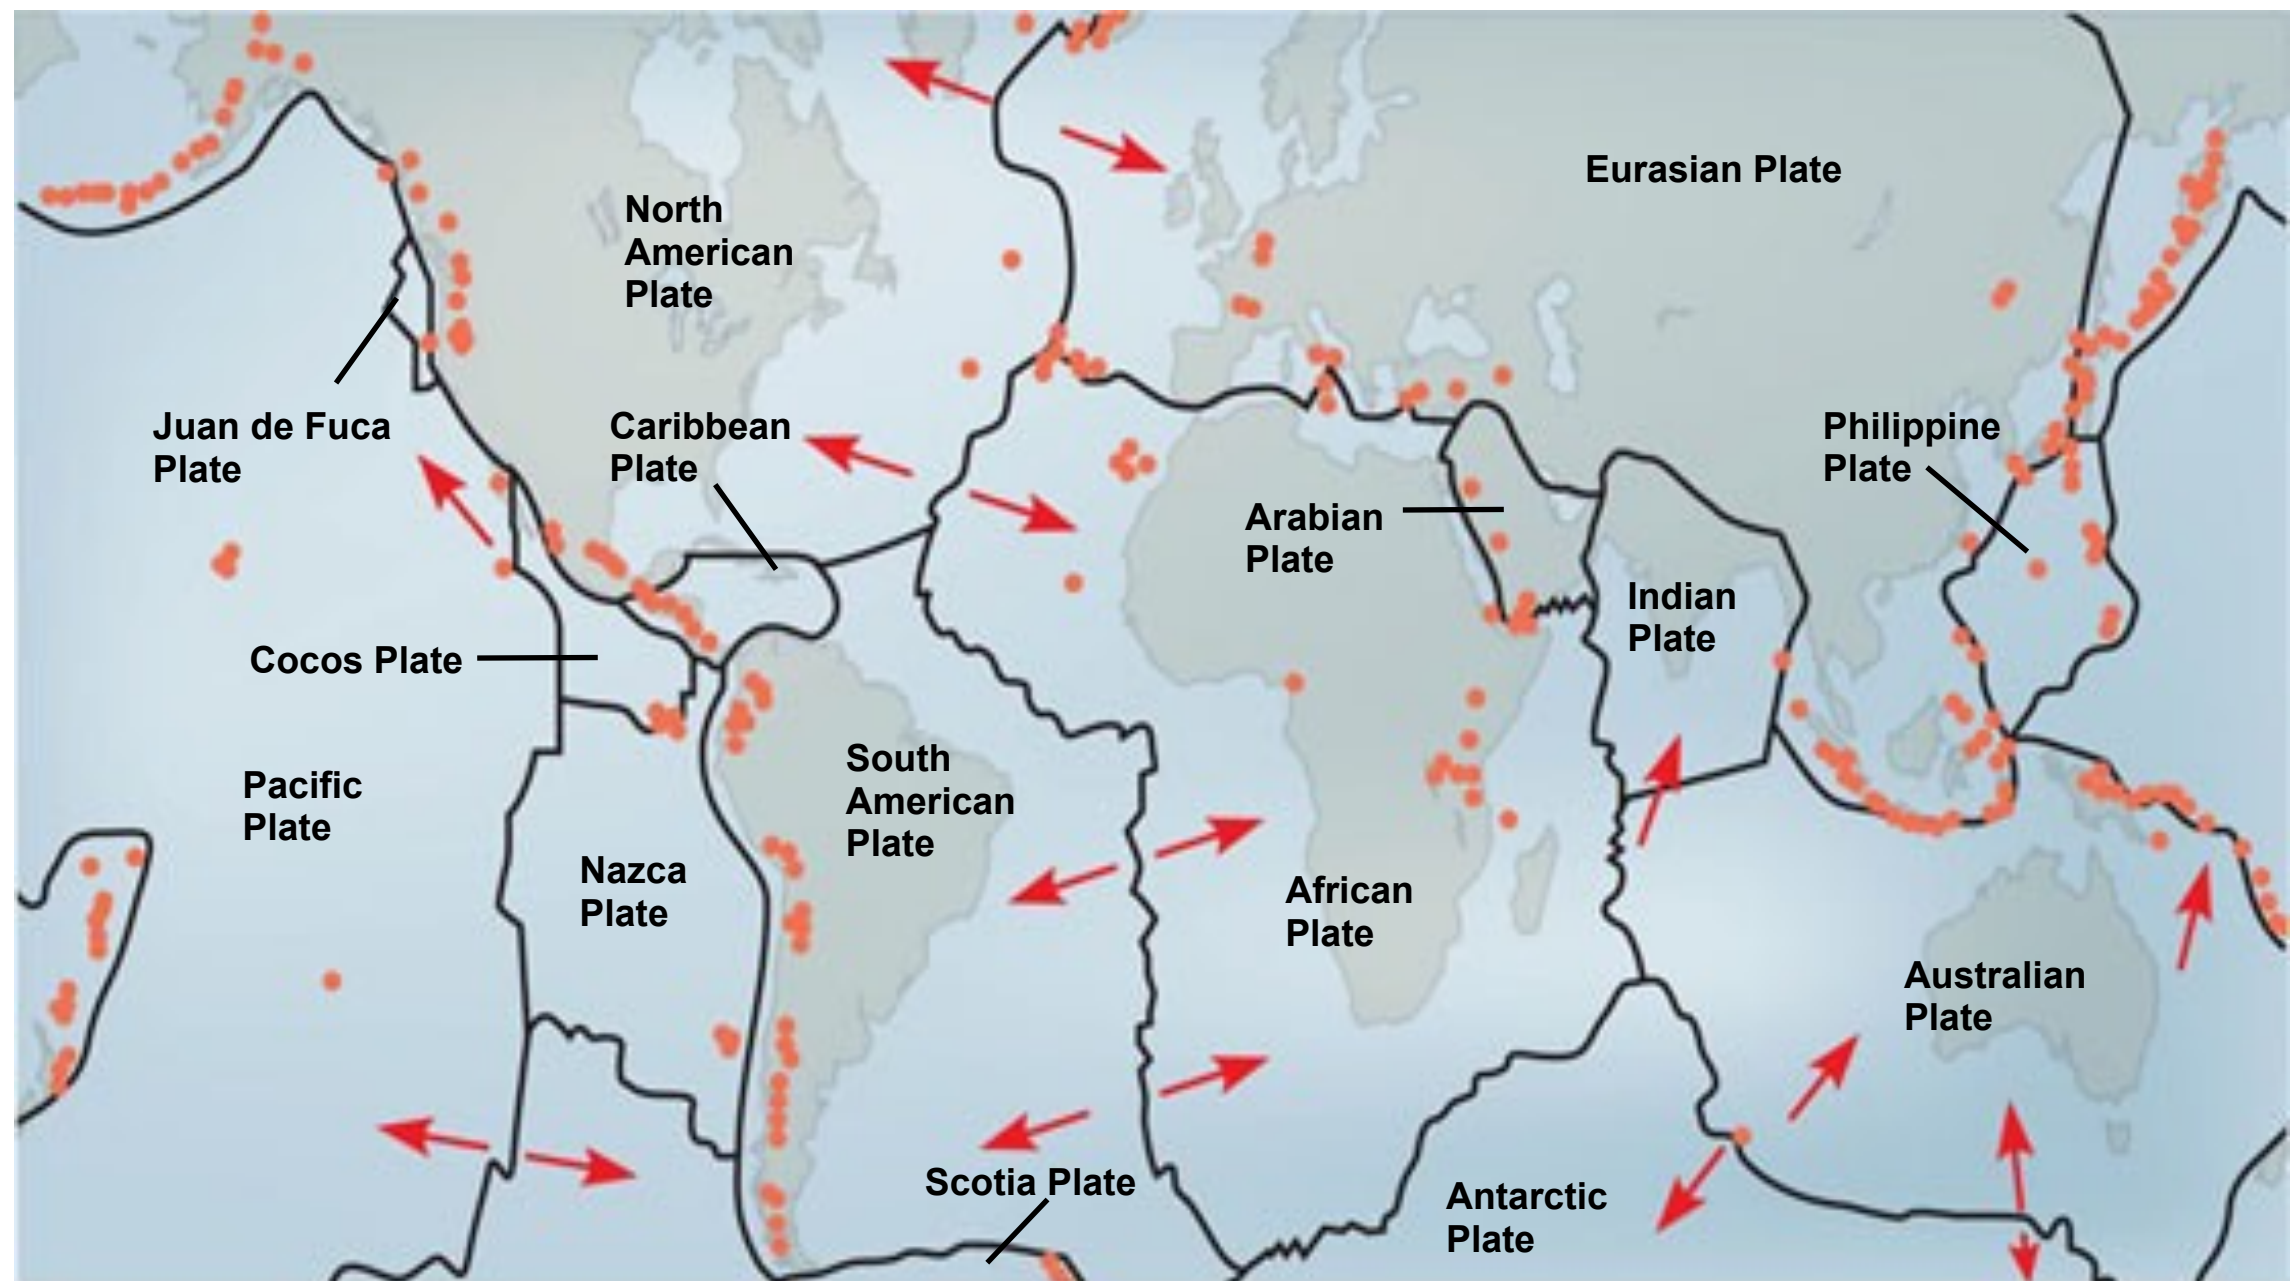 Eurasian Plate
North
American
Plate
Juan de Fuca
Plate
Caribbean
Plate
Philippine
Plate
Arabian
Plate
Indian
Plate
Cocos Plate
South
American
Plate
Pacific
Plate
Nazca
Plate
African
Plate
Australian
Plate
Scotia Plate
Antarctic
Plate